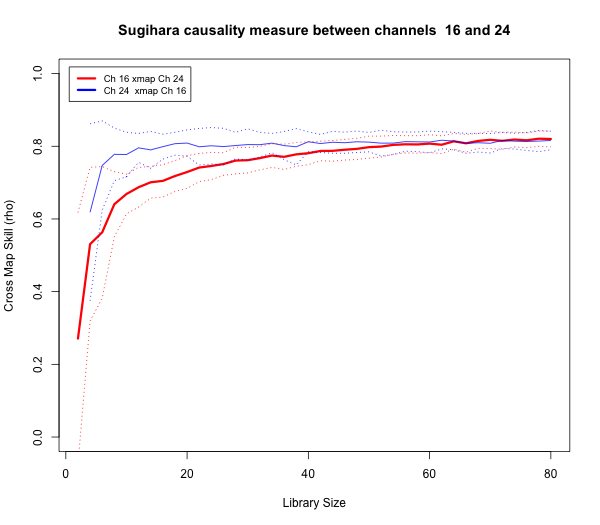 Sugihara causality measure between channels  16 and 24
Ch 16 xmap Ch 24
Ch 24  xmap Ch 16
Cross Map Skill (rho)
1.0
0.8
0.6
0.4
0.2
0.0
0 20 40 60 80
Library Size